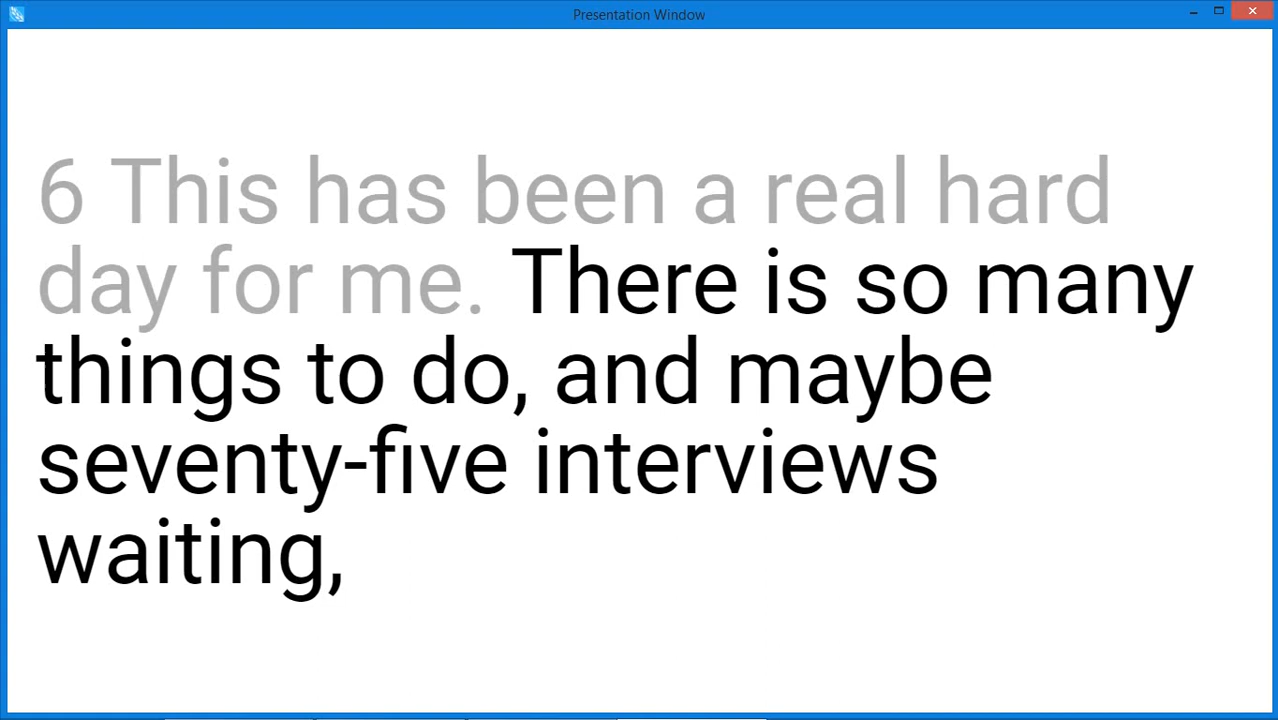 Presentation Window
6 This has been a real hard
day for me. There is so many
things to do, and maybe
seventy-five interviews
waiting,